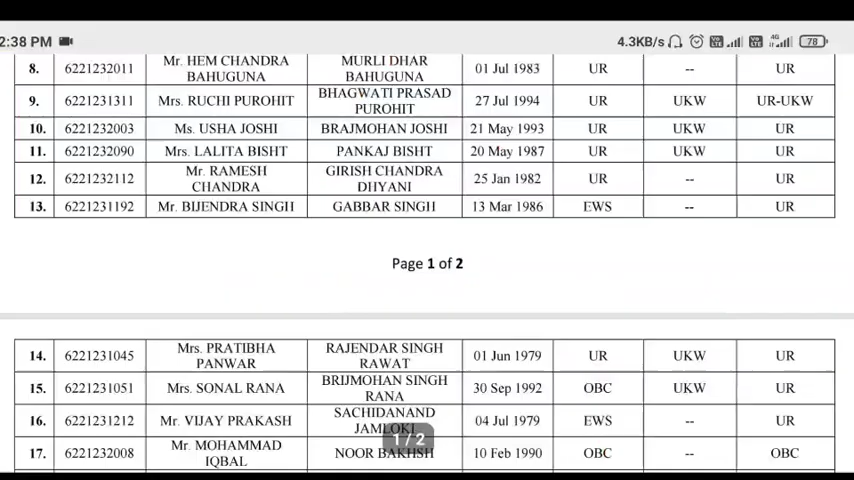 2:38 PM 4.3KB/s 4G 78
8. 6221232011 Mr. HEM CHANDRA BAHUGUNA MURLI DHAR BAHUGUNA 01 Jul 1983 UR -- UR
9. 6221231311 Mrs. RUCHI PUROHIT BHAGWATI PRASAD PUROHIT 27 Jul 1994 UR UKW UR-UKW
10. 6221232003 Ms. USHA JOSHI BRAJMOHAN JOSHI 21 May 1993 UR UKW UR
11. 6221232090 Mrs. LALITA BISHT PANKAJ BISHT 20 May 1987 UR UKW UR
12. 6221232112 Mr. RAMESH CHANDRA GIRISH CHANDRA DHYANI 25 Jan 1982 UR -- UR
13. 6221231192 Mr. BIJENDRA SINGH GABBAR SINGH 13 Mar 1986 EWS -- UR
Page 1 of 2
14. 6221231045 Mrs. PRATIBHA PANWAR RAJENDAR SINGH RAWAT 01 Jun 1979 UR UKW UR
15. 6221231051 Mrs. SONAL RANA BRIJMOHAN SINGH RANA 30 Sep 1992 OBC UKW UR
16. 6221231212 Mr. VIJAY PRAKASH SACHIDANAND JAMLOKI 04 Jul 1979 EWS -- UR
1/2
17. 6221232008 Mr. MOHAMMAD IQBAL NOOR BAKHSH 10 Feb 1990 OBC -- OBC